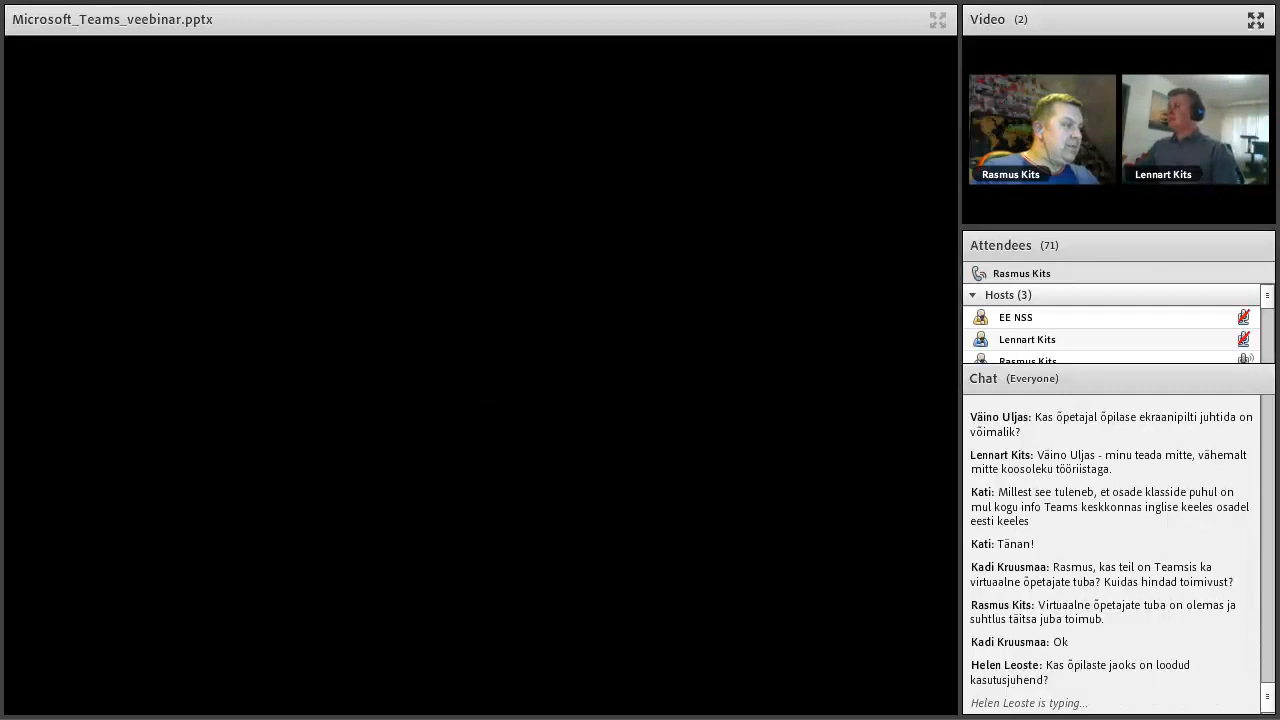 Microsoft_Teams_veebinar.pptx
Video (2)
Rasmus Kits
Lennart Kits
Attendees (71)
Rasmus Kits
Hosts (3)
EE NSS
Lennart Kits
Rasmus Kits
Chat (Everyone)
Väino Uljas: Kas õpetajal õpilase ekraanipilti juhtida on
võimalik?
Lennart Kits: Väino Uljas - minu teada mitte, vähemalt
mitte koosoleku tööriistaga.
Kati: Millest see tuleneb, et osade klasside puhul on
mul kogu info Teams keskkonnas inglise keeles osadel
eesti keeles
Kati: Tänan!
Kadi Kruusmaa: Rasmus, kas teil on Teamsis ka
virtuaalne õpetajate tuba? Kuidas hindad toimivust?
Rasmus Kits: Virtuaalne õpetajate tuba on olemas ja
suhtlus täitsa juba toimub.
Kadi Kruusmaa: Ok
Helen Leoste: Kas õpilaste jaoks on loodud
kasutusjuhend?
Helen Leoste is typing...